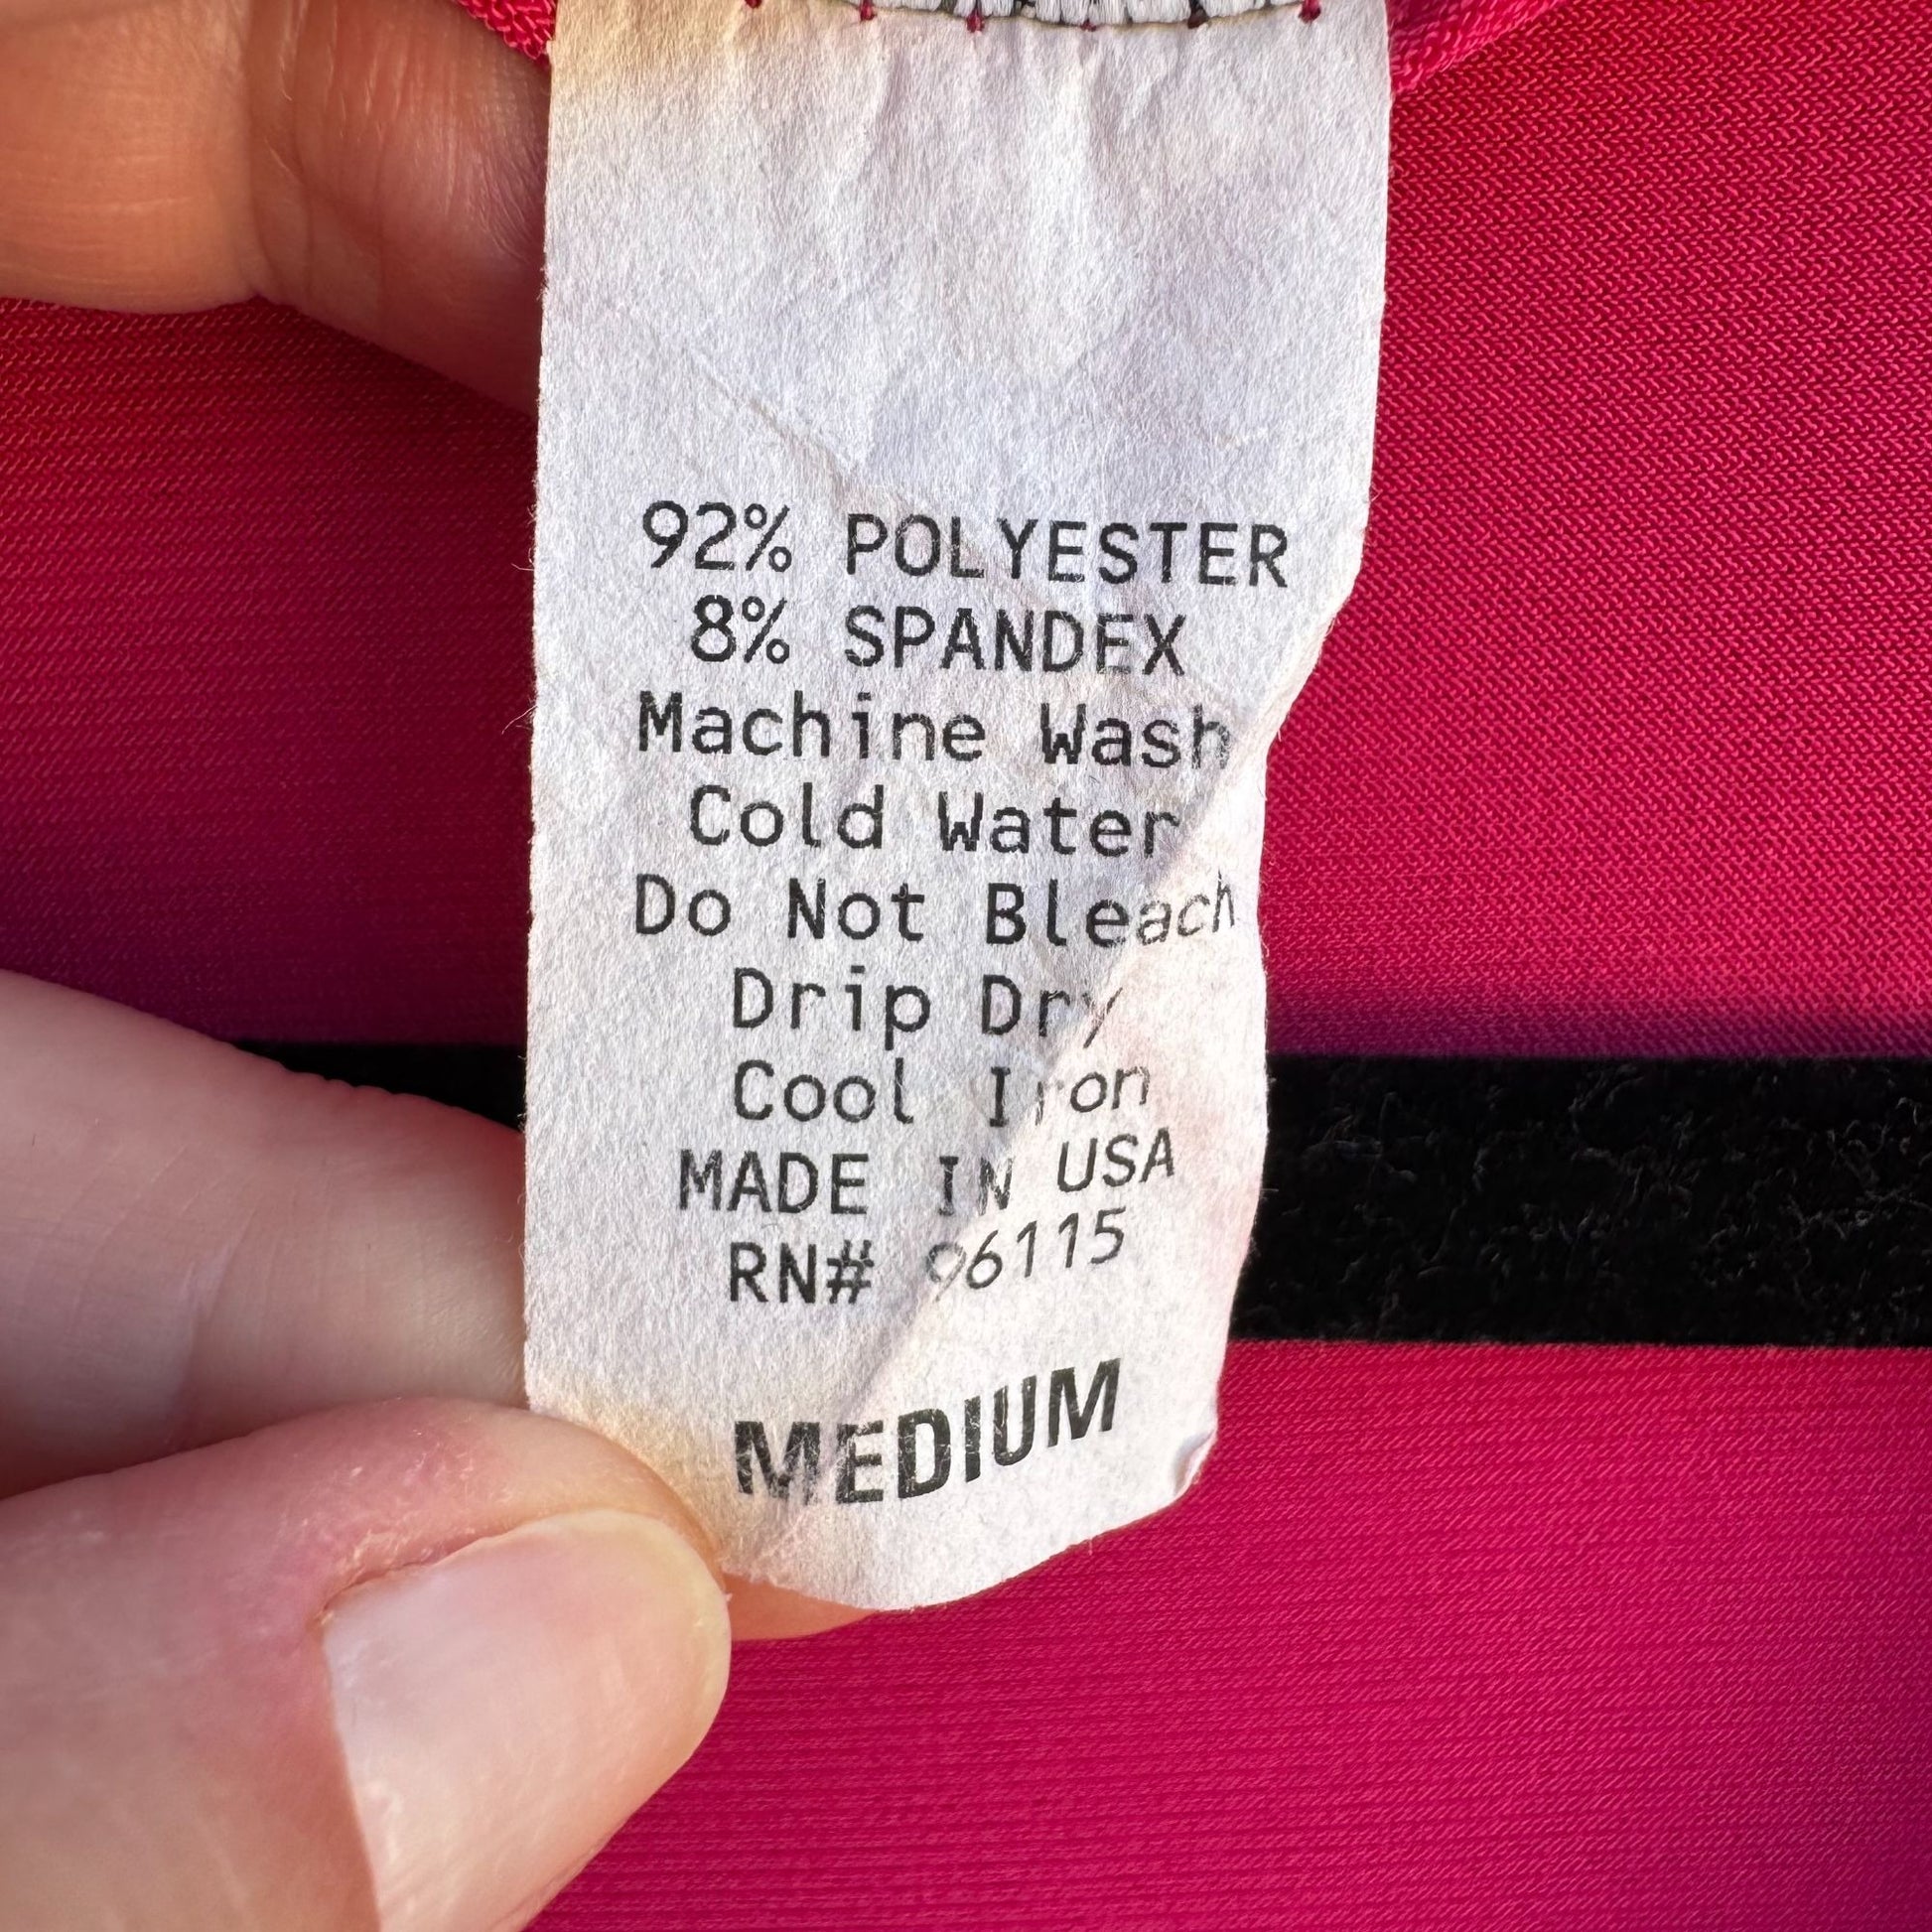 92% POLYESTER
8% SPANDEX
Machine Wash
Cold Water
Do Not Bleach
Drip Dry
Cool Iron
MADE IN USA
RN# 96115
MEDIUM